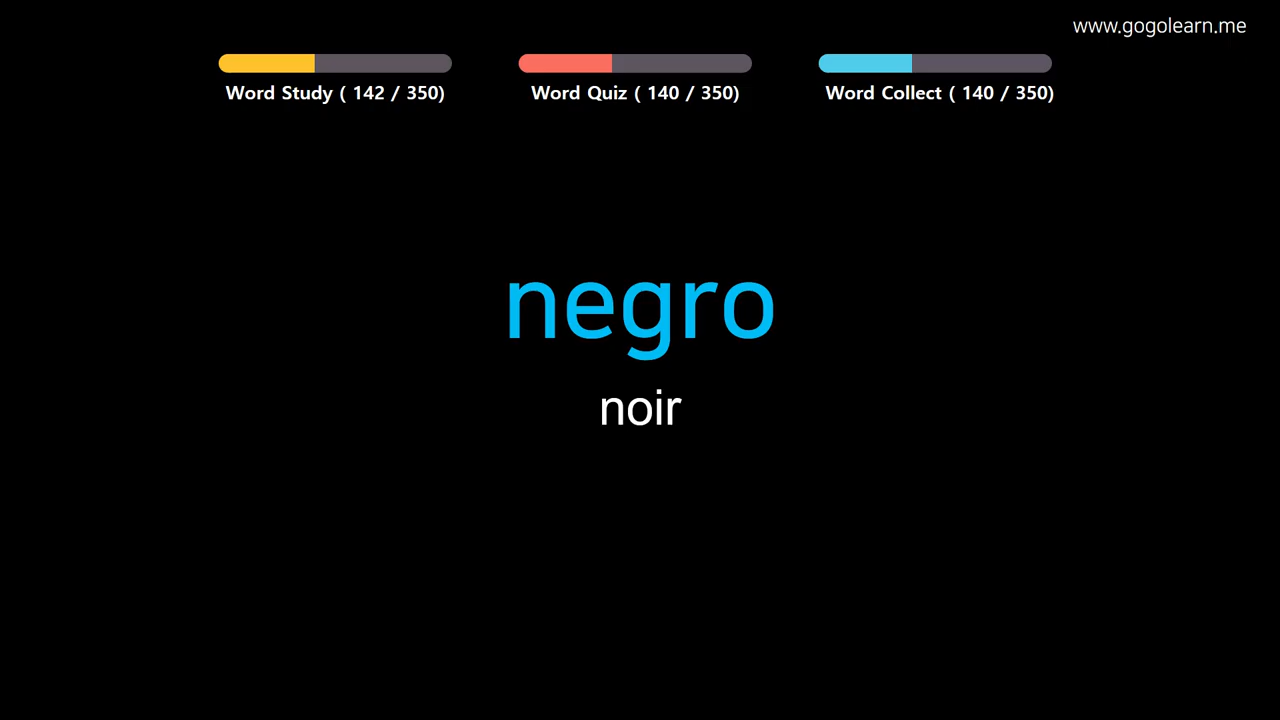 www.gogolearn.me
Word Study ( 142 / 350)
Word Quiz ( 140 / 350)
Word Collect ( 140 / 350)
negro
noir